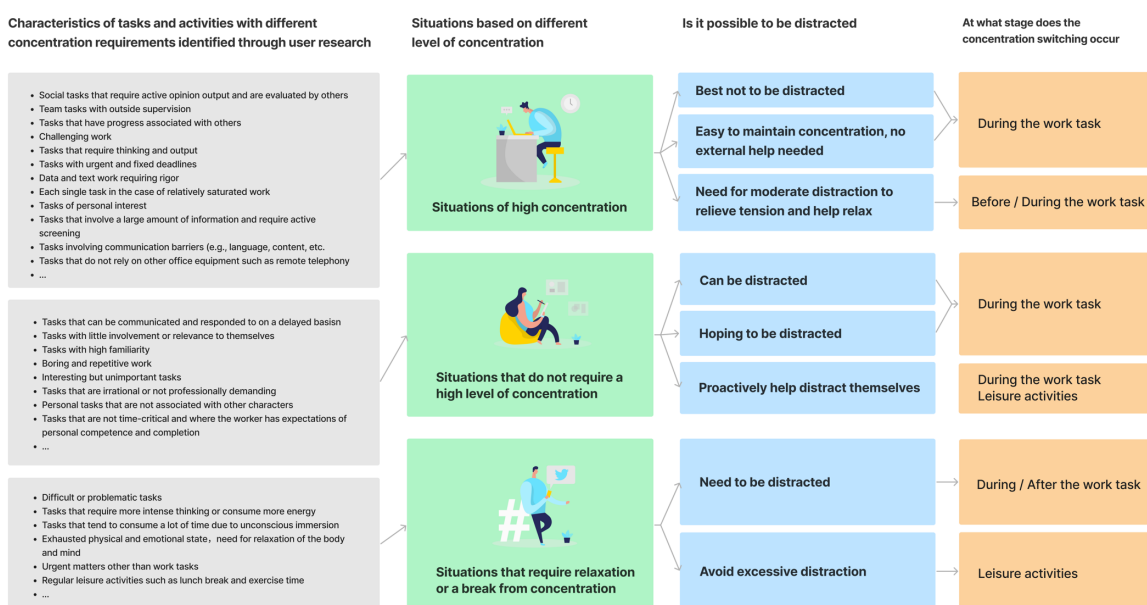 Characteristics of tasks and activities with different
concentration requirements identified through user research
Situations based on different
level of concentration
Is it possible to be distracted
At what stage does the
concentration switching occur
• Social tasks that require active opinion output and are evaluated by others
• Team tasks with outside supervision
• Tasks that have progress associated with others
• Challenging work
• Tasks that require thinking and output
• Tasks with urgent and fixed deadlines
• Data and text work requiring rigor
• Each single task in the case of relatively saturated work
• Tasks of personal interest
• Tasks that involve a large amount of information and require active
screening
• Tasks involving communication barriers (e.g., language, content, etc.
• Tasks that do not rely on other office equipment such as remote telephony
• ...
Situations of high concentration
Best not to be distracted
Easy to maintain concentration, no
external help needed
Need for moderate distraction to
relieve tension and help relax
During the work task
Before / During the work task
• Tasks that can be communicated and responded to on a delayed basisn
• Tasks with little involvement or relevance to themselves
• Tasks with high familiarity
• Boring and repetitive work
• Interesting but unimportant tasks
• Tasks that are irrational or not professionally demanding
• Personal tasks that are not associated with other characters
• Tasks that are not time-critical and where the worker has expectations of
personal competence and completion
• ...
Situations that do not require a
high level of concentration
Can be distracted
Hoping to be distracted
Proactively help distract themselves
During the work task
During the work task
Leisure activities
• Difficult or problematic tasks
• Tasks that require more intense thinking or consume more energy
• Tasks that tend to consume a lot of time due to unconscious immersion
• Exhausted physical and emotional state，need for relaxation of the body
and mind
• Urgent matters other than work tasks
• Regular leisure activities such as lunch break and exercise time
• ...
#
Situations that require relaxation
or a break from concentration
Need to be distracted
Avoid excessive distraction
During / After the work task
Leisure activities